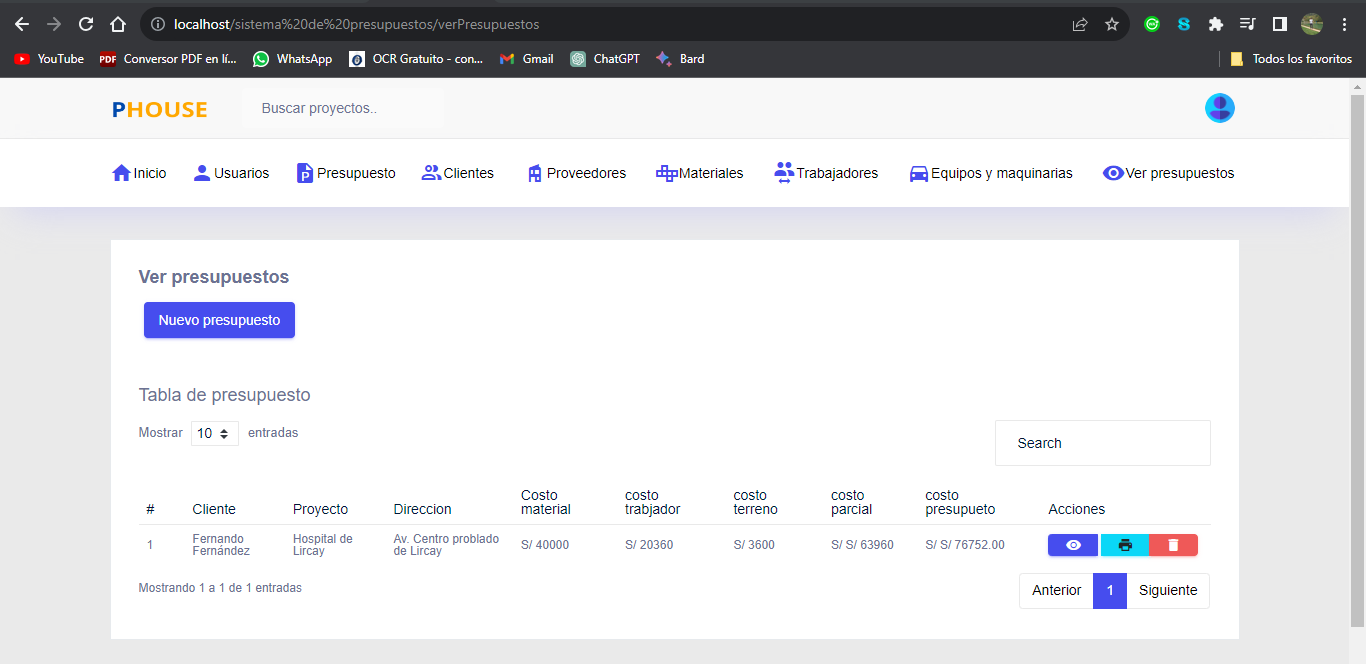 localhost/sistema%20de%20presupuestos/verPresupuestos
YouTube PDF Conversor PDF en lí... WhatsApp OCR Gratuito - con... Gmail ChatGPT Bard Todos los favoritos
PHOUSE Buscar proyectos..
Inicio Usuarios P Presupuesto Clientes Proveedores Materiales Trabajadores Equipos y maquinarias Ver presupuestos
Ver presupuestos
Nuevo presupuesto
Tabla de presupuesto
Mostrar 10 entradas
Search
# Cliente Proyecto Direccion Costo material costo trabjador costo terreno costo parcial costo presupueto Acciones
1 Fernando Fernández Hospital de Lircay Av. Centro problado de Lircay S/ 40000 S/ 20360 S/ 3600 S/ S/ 63960 S/ S/ 76752.00
Mostrando 1 a 1 de 1 entradas
Anterior 1 Siguiente